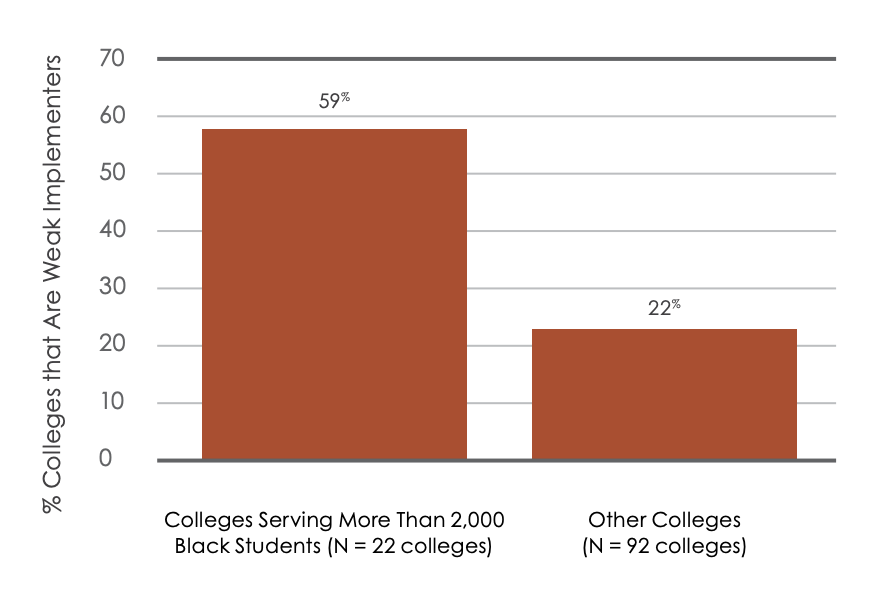 % Colleges that Are Weak Implementers
70
60
50
40
30
20
10
0
59%
22%
Colleges Serving More Than 2,000
Black Students (N = 22 colleges)
Other Colleges
(N = 92 colleges)